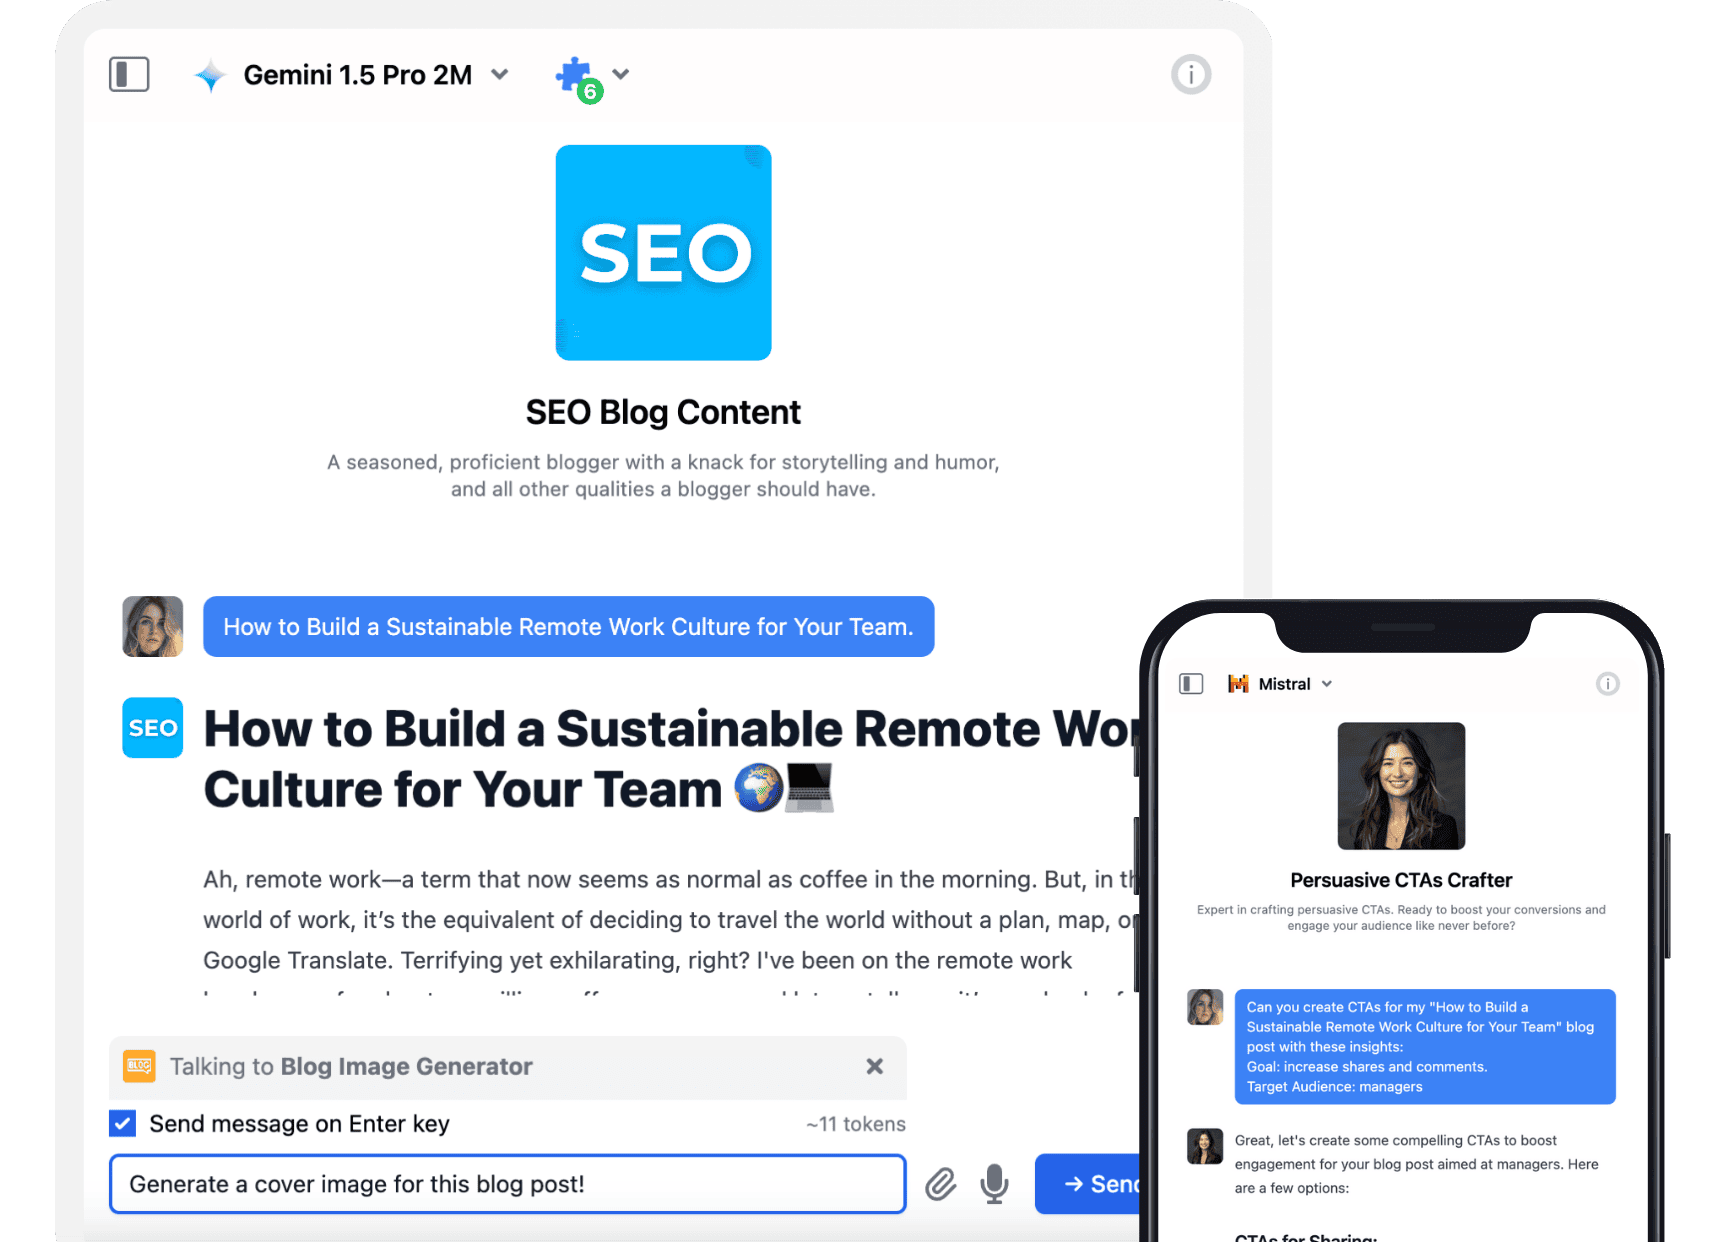 Gemini 1.5 Pro 2M
6
SEO
SEO Blog Content
A seasoned, proficient blogger with a knack for storytelling and humor,
and all other qualities a blogger should have.
How to Build a Sustainable Remote Work Culture for Your Team.
SEO
How to Build a Sustainable Remote Wor
Culture for Your Team 🌍💻
Ah, remote work—a term that now seems as normal as coffee in the morning. But, in th
world of work, it’s the equivalent of deciding to travel the world without a plan, map, or
Google Translate. Terrifying yet exhilarating, right? I've been on the remote work
BLOG
Talking to Blog Image Generator
Send message on Enter key
~11 tokens
Generate a cover image for this blog post!
→ Send
Mistral
Persuasive CTAs Crafter
Expert in crafting persuasive CTAs. Ready to boost your conversions and
engage your audience like never before?
Can you create CTAs for my "How to Build a
Sustainable Remote Work Culture for Your Team" blog
post with these insights:
Goal: increase shares and comments.
Target Audience: managers
Great, let's create some compelling CTAs to boost
engagement for your blog post aimed at managers. Here
are a few options:
CTAs for Sharing: